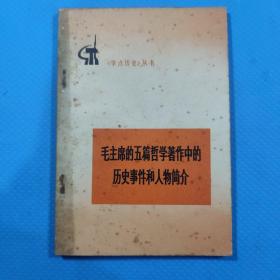 《学点历史》丛书
毛主席的五篇哲学著作中的
历史事件和人物简介